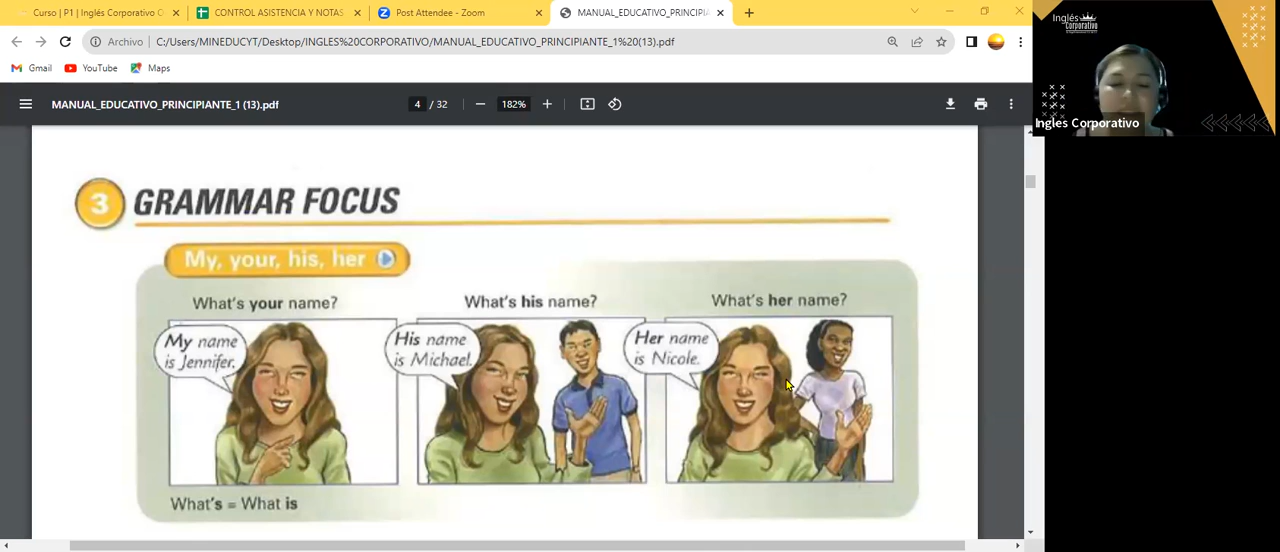 Curso | P1 | Inglés Corporativo C
CONTROL ASISTENCIA Y NOTAS
Post Attendee - Zoom
MANUAL_EDUCATIVO_PRINCIPIA
Archivo
C:/Users/MINEDUCYT/Desktop/INGLES%20CORPORATIVO/MANUAL_EDUCATIVO_PRINCIPIANTE_1%20(13).pdf
Gmail
YouTube
Maps
MANUAL_EDUCATIVO_PRINCIPIANTE_1 (13).pdf
4 / 32
182%
3 GRAMMAR FOCUS
My, your, his, her
What's your name?
What's his name?
What's her name?
My name
is Jennifer.
His name
is Michael.
Her name
is Nicole.
What's = What is
Inglés
Corporativo
Ingles Corporativo